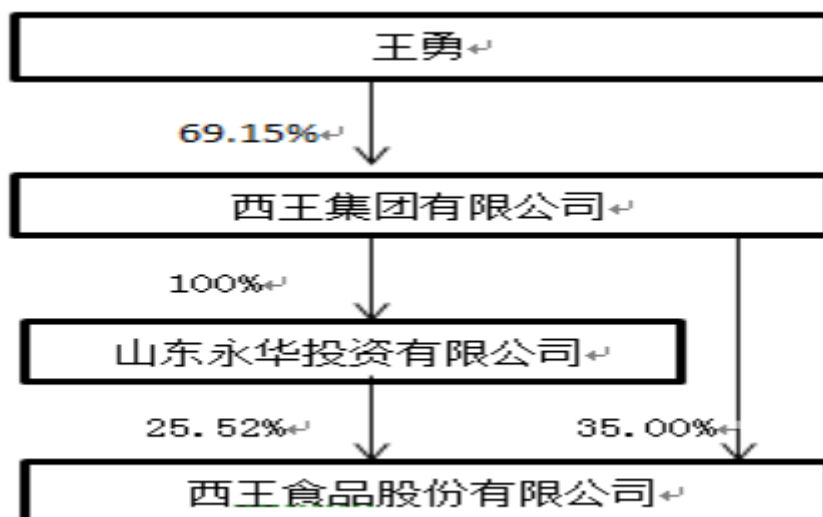 王勇
69.15%
西王集团有限公司
100%
山东永华投资有限公司
25.52%
35.00%
西王食品股份有限公司